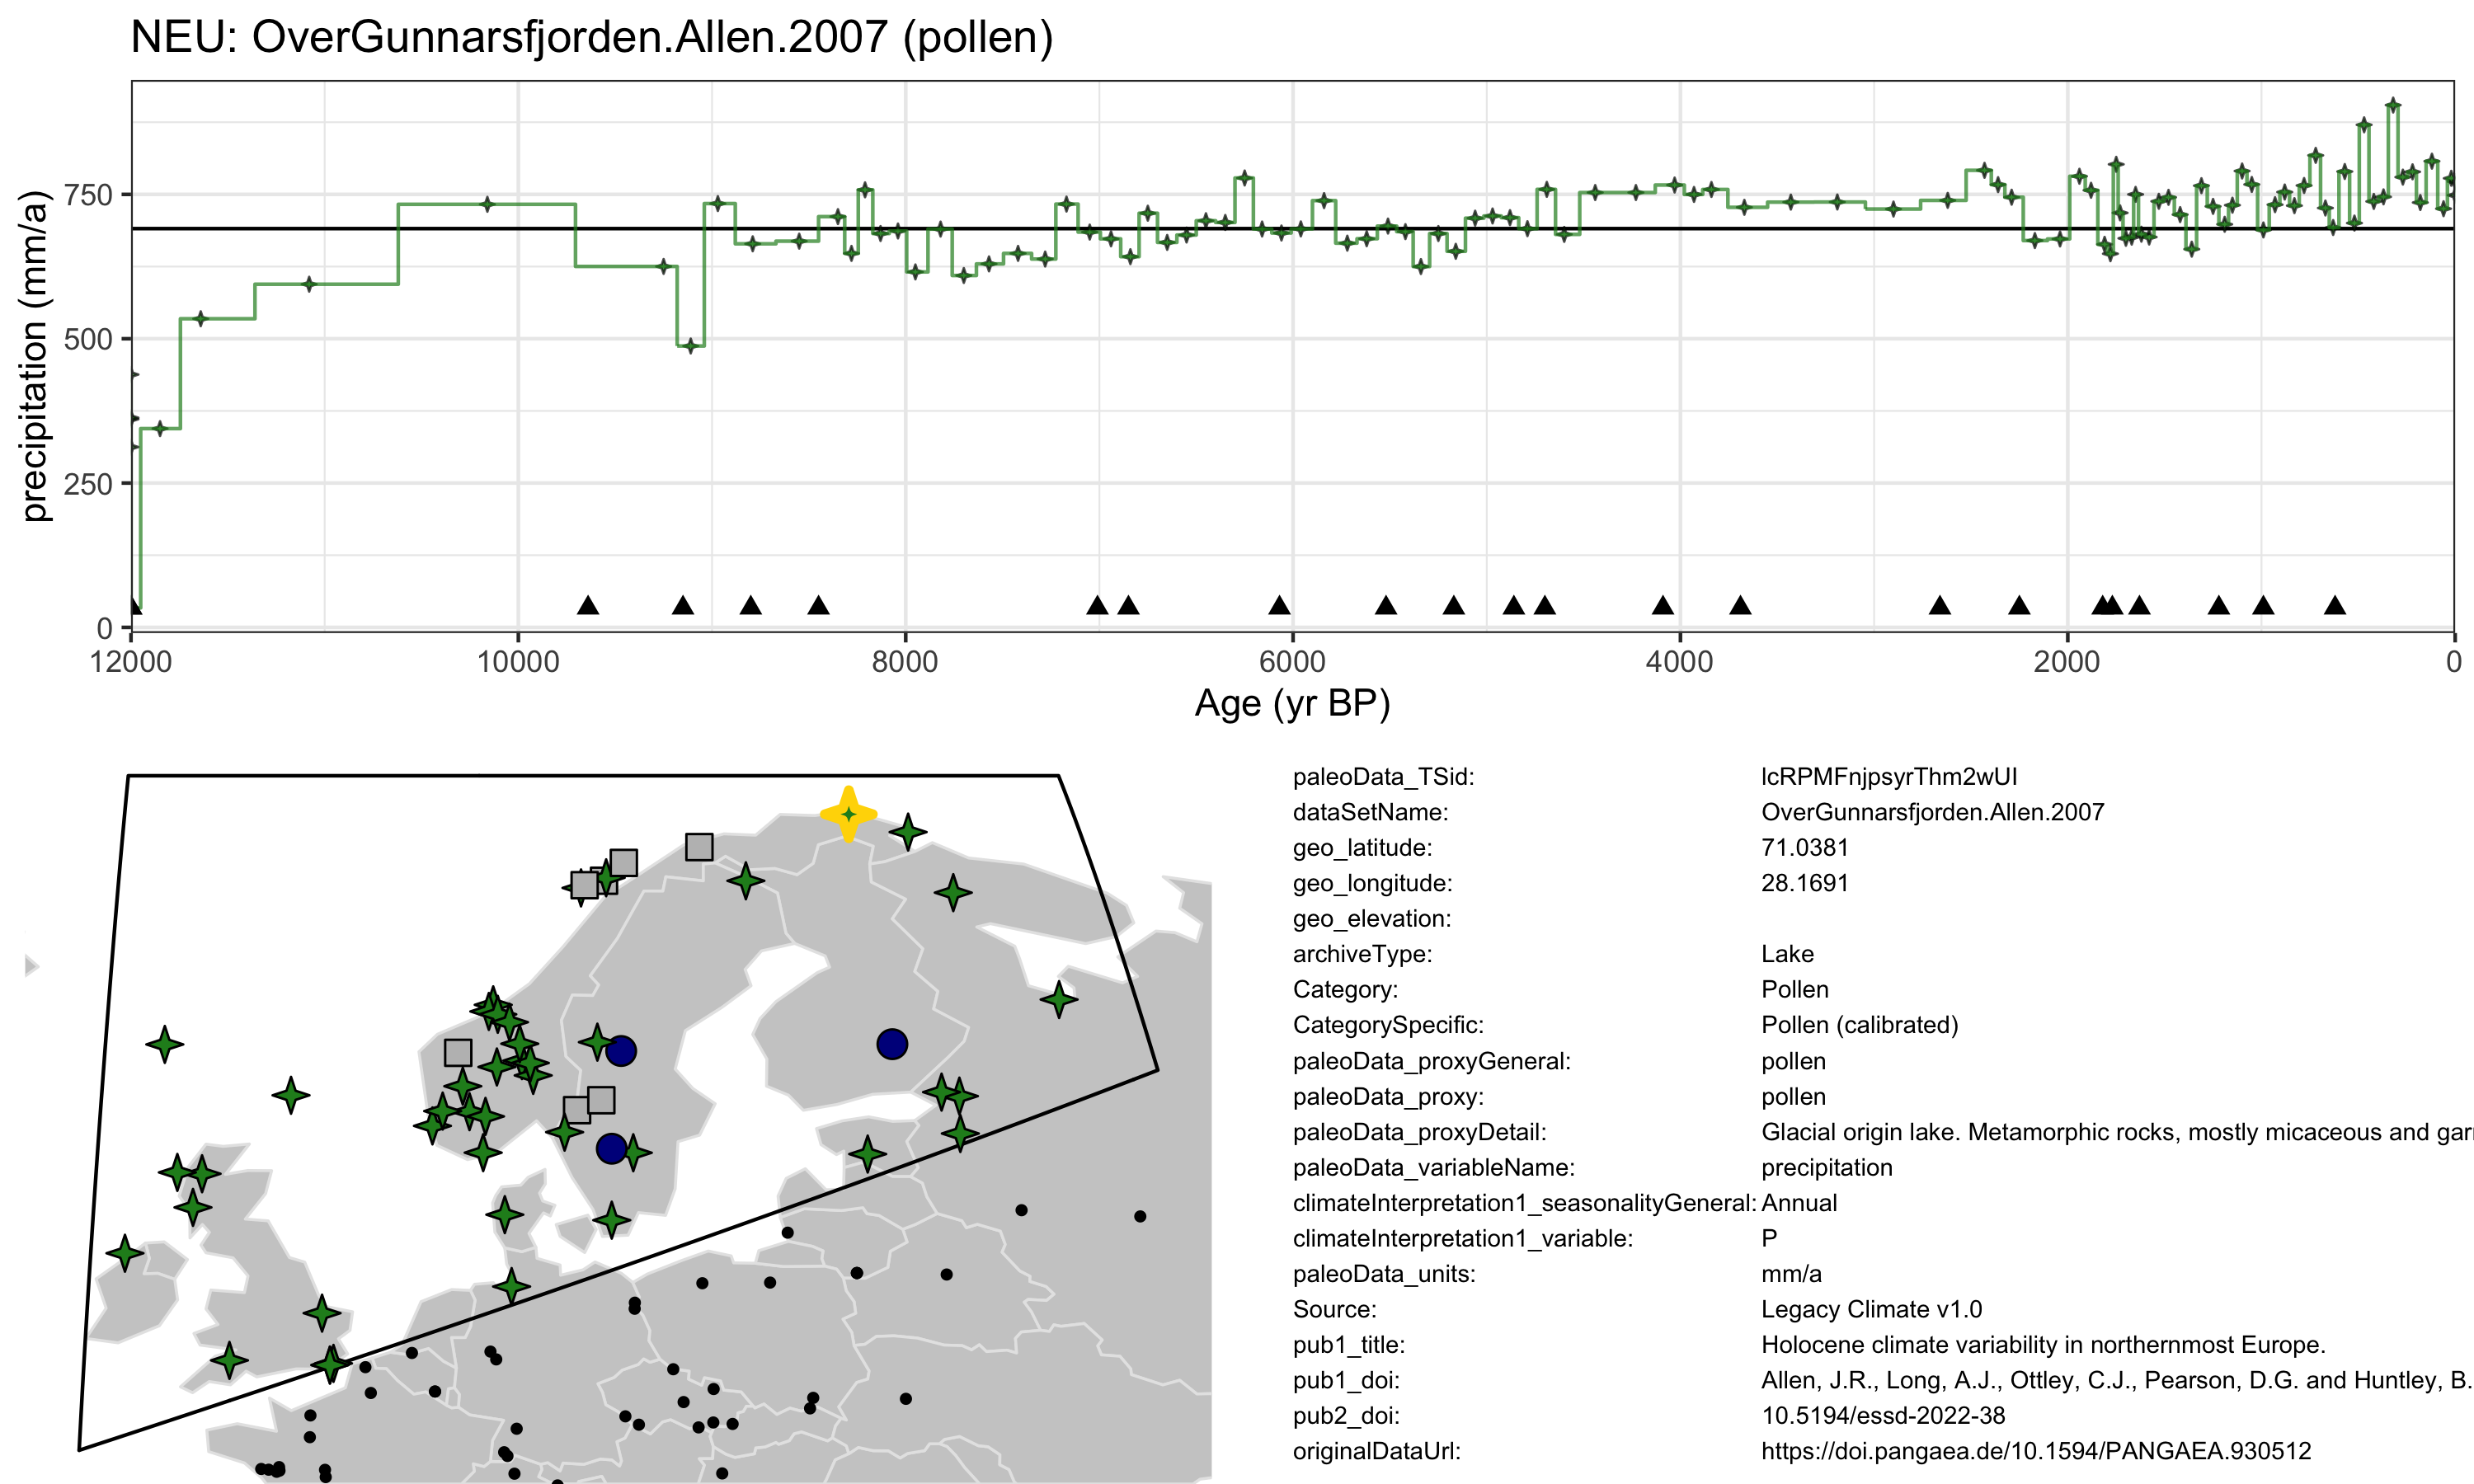 NEU: OverGunnarsfjorden.Allen.2007 (pollen)
precipitation (mm/a)
750
500
250
0
12000 10000 8000 6000 4000 2000 0
Age (yr BP)
paleoData_TSid: lcRPMFnjpsyrThm2wUI
dataSetName: OverGunnarsfjorden.Allen.2007
geo_latitude: 71.0381
geo_longitude: 28.1691
geo_elevation:
archiveType: Lake
Category: Pollen
CategorySpecific: Pollen (calibrated)
paleoData_proxyGeneral: pollen
paleoData_proxy: pollen
paleoData_proxyDetail: Glacial origin lake. Metamorphic rocks, mostly micaceous and gar
paleoData_variableName: precipitation
climateInterpretation1_seasonalityGeneral: Annual
climateInterpretation1_variable: P
paleoData_units: mm/a
Source: Legacy Climate v1.0
pub1_title: Holocene climate variability in northernmost Europe.
pub1_doi: Allen, J.R., Long, A.J., Ottley, C.J., Pearson, D.G. and Huntley, B.
pub2_doi: 10.5194/essd-2022-38
originalDataUrl: https://doi.pangaea.de/10.1594/PANGAEA.930512